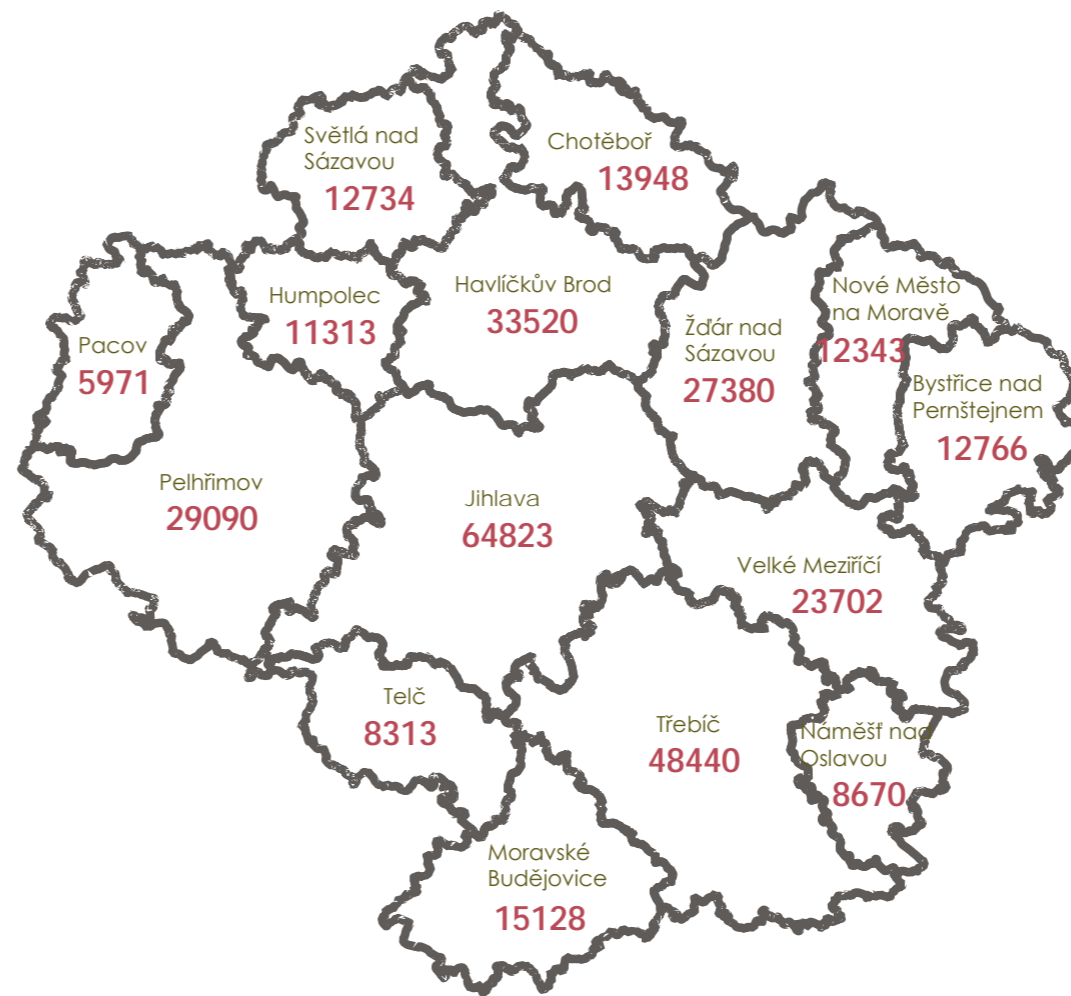 Světlá nad
Sázavou
12734
Chotěboř
13948
Humpolec
11313
Havlíčkův Brod
33520
Žďár nad
Sázavou
27380
Nové Město
na Moravě
12343
Pacov
5971
Bystřice nad
Pernštejnem
12766
Pelhřimov
29090
Jihlava
64823
Velké Meziříčí
23702
Telč
8313
Třebíč
48440
Náměšť nad
Oslavou
8670
Moravské
Budějovice
15128